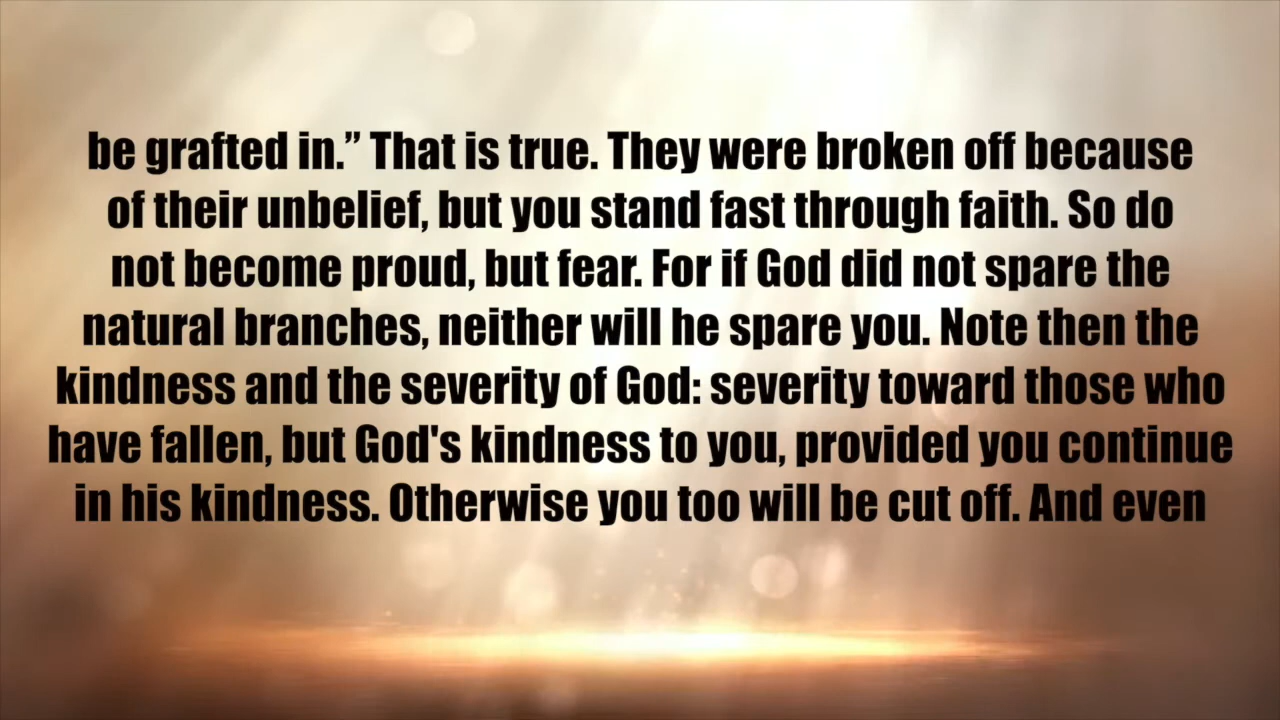 be grafted in.” That is true. They were broken off because
of their unbelief, but you stand fast through faith. So do
not become proud, but fear. For if God did not spare the
natural branches, neither will he spare you. Note then the
kindness and the severity of God: severity toward those who
have fallen, but God's kindness to you, provided you continue
in his kindness. Otherwise you too will be cut off. And even